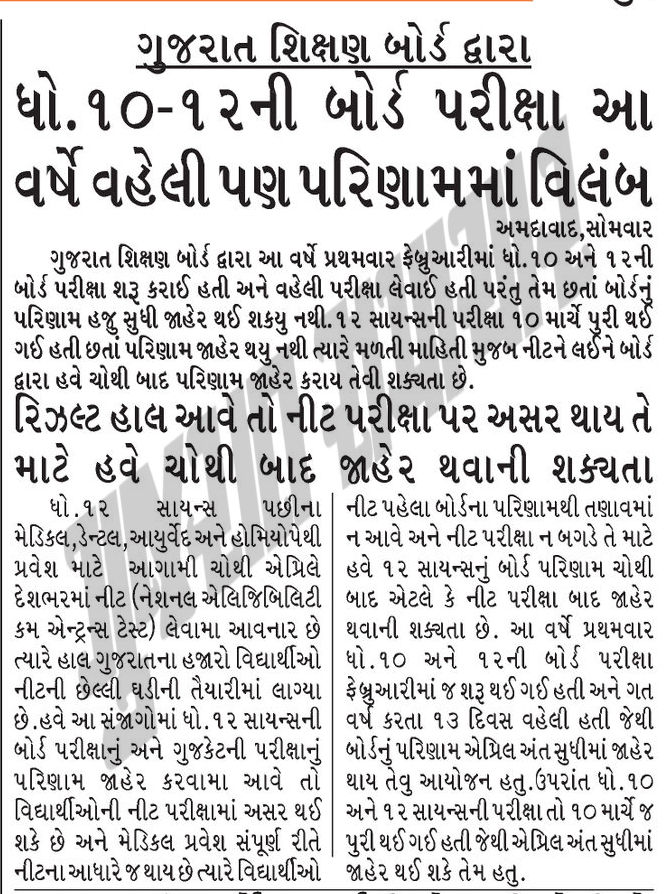 ગુજરાત શિક્ષણ બોર્ડ દ્વારા
ધો.૧૦-૧૨ની બોર્ડ પરીક્ષા આ
વર્ષે વહેલી પણ પરિણામમાં વિલંબ
અમદાવાદ,સોમવાર
ગુજરાત શિક્ષણ બોર્ડ દ્વારા આ વર્ષે પ્રથમવાર ફેબ્રુઆરીમાં ધો.૧૦ અને ૧૨ની
બોર્ડ પરીક્ષા શરૂ કરાઈ હતી અને વહેલી પરીક્ષા લેવાઈ હતી પરંતુ તેમ છતાં બોર્ડનું
પરિણામ હજુ સુધી જાહેર થઈ શકયુ નથી.૧૨ સાયન્સની પરીક્ષા ૧૦ માર્ચે પુરી થઈ
ગઈ હતી છતાં પરિણામ જાહેર થયુ નથી ત્યારે મળતી માહિતી મુજબ નીટને લઈને બોર્ડ
દ્વારા હવે ચોથી બાદ પરિણામ જાહેર કરાય તેવી શક્યતા છે.
રિઝલ્ટ હાલ આવે તો નીટ પરીક્ષા પર અસર થાય તે
માટે હવે ચોથી બાદ જાહેર થવાની શક્યતા
ધો.૧૨ સાયન્સ પછીના
મેડિકલ,ડેન્ટલ,આયુર્વેદ અને હોમિયોપેથી
પ્રવેશ માટે આગામી ચોથી એપ્રિલે
દેશભરમાં નીટ (નેશનલ એલિજિબિલિટી
કમ એન્ટ્રન્સ ટેસ્ટ) લેવામા આવનાર છે
ત્યારે હાલ ગુજરાતના હજારો વિદ્યાર્થીઓ
નીટની છેલ્લી ઘડીની તૈયારીમાં લાગ્યા
છે.હવે આ સંજાગોમાં ધો.૧૨ સાયન્સની
બોર્ડ પરીક્ષાનું અને ગુજકેટની પરીક્ષાનું
પરિણામ જાહેર કરવામા આવે તો
વિદ્યાર્થીઓની નીટ પરીક્ષામાં અસર થઈ
શકે છે અને મેડિકલ પ્રવેશ સંપૂર્ણ રીતે
નીટના આધારે જ થાય છે ત્યારે વિદ્યાર્થીઓ
નીટ પહેલા બોર્ડના પરિણામથી તણાવમાં
ન આવે અને નીટ પરીક્ષા ન બગડે તે માટે
હવે ૧૨ સાયન્સનું બોર્ડ પરિણામ ચોથી
બાદ એટલે કે નીટ પરીક્ષા બાદ જાહેર
થવાની શક્યતા છે. આ વર્ષે પ્રથમવાર
ધો.૧૦ અને ૧૨ની બોર્ડ પરીક્ષા
ફેબ્રુઆરીમાં જ શરૂ થઈ ગઈ હતી અને ગત
વર્ષ કરતા ૧૩ દિવસ વહેલી હતી જેથી
બોર્ડનું પરિણામ એપ્રિલ અંત સુધીમાં જાહેર
થાય તેવુ આયોજન હતુ.ઉપરાંત ધો.૧૦
અને ૧૨ સાયન્સની પરીક્ષા તો ૧૦ માર્ચે જ
પુરી થઈ ગઈ હતી જેથી એપ્રિલ અંત સુધીમાં
જાહેર થઈ શકે તેમ હતુ.